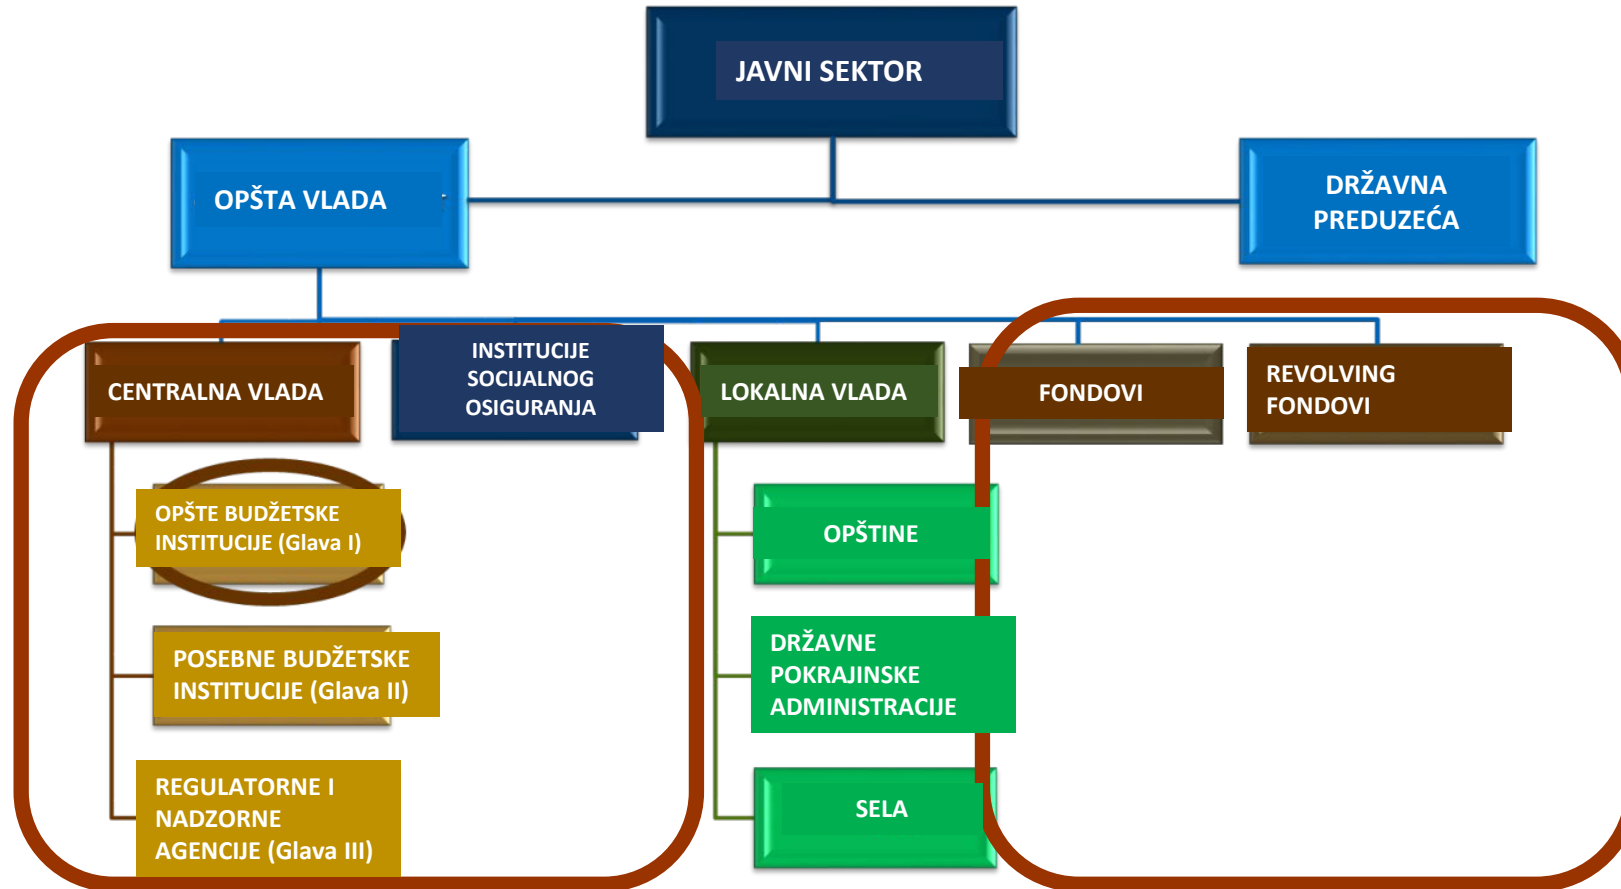 JAVNI SEKTOR
OPŠTA VLADA
DRŽAVNA
PREDUZEĆA
CENTRALNA VLADA
INSTITUCIJE
SOCIJALNOG
OSIGURANJA
LOKALNA VLADA
FONDOVI
REVOLVING
FONDOVI
OPŠTE BUDŽETSKE
INSTITUCIJE (Glava I)
POSEBNE BUDŽETSKE
INSTITUCIJE (Glava II)
REGULATORNE I
NADZORNE
AGENCIJE (Glava III)
OPŠTINE
DRŽAVNE
POKRAJINSKE
ADMINISTRACIJE
SELA